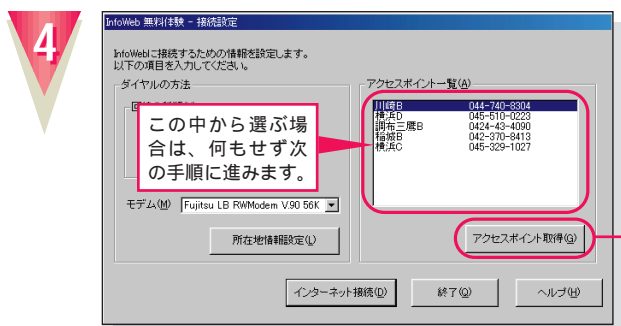 4
InfoWeb 無料体験 - 接続設定
InfoWebに接続するための情報を設定します。
以下の項目を入力してください。
ダイヤルの方法
この中から選ぶ場
合は、何もせず次
の手順に進みます。
モデム(M)
Fujitsu LB RWModem V.90 56K
所在地情報設定(L)
アクセスポイント一覧(A)
川崎B 044-740-8304
横浜D 045-510-0223
調布三鷹B 0424-43-4090
稲城B 042-370-8413
横浜C 045-329-1027
アクセスポイント取得(G)
インターネット接続(D)
終了(Q)
ヘルプ(H)